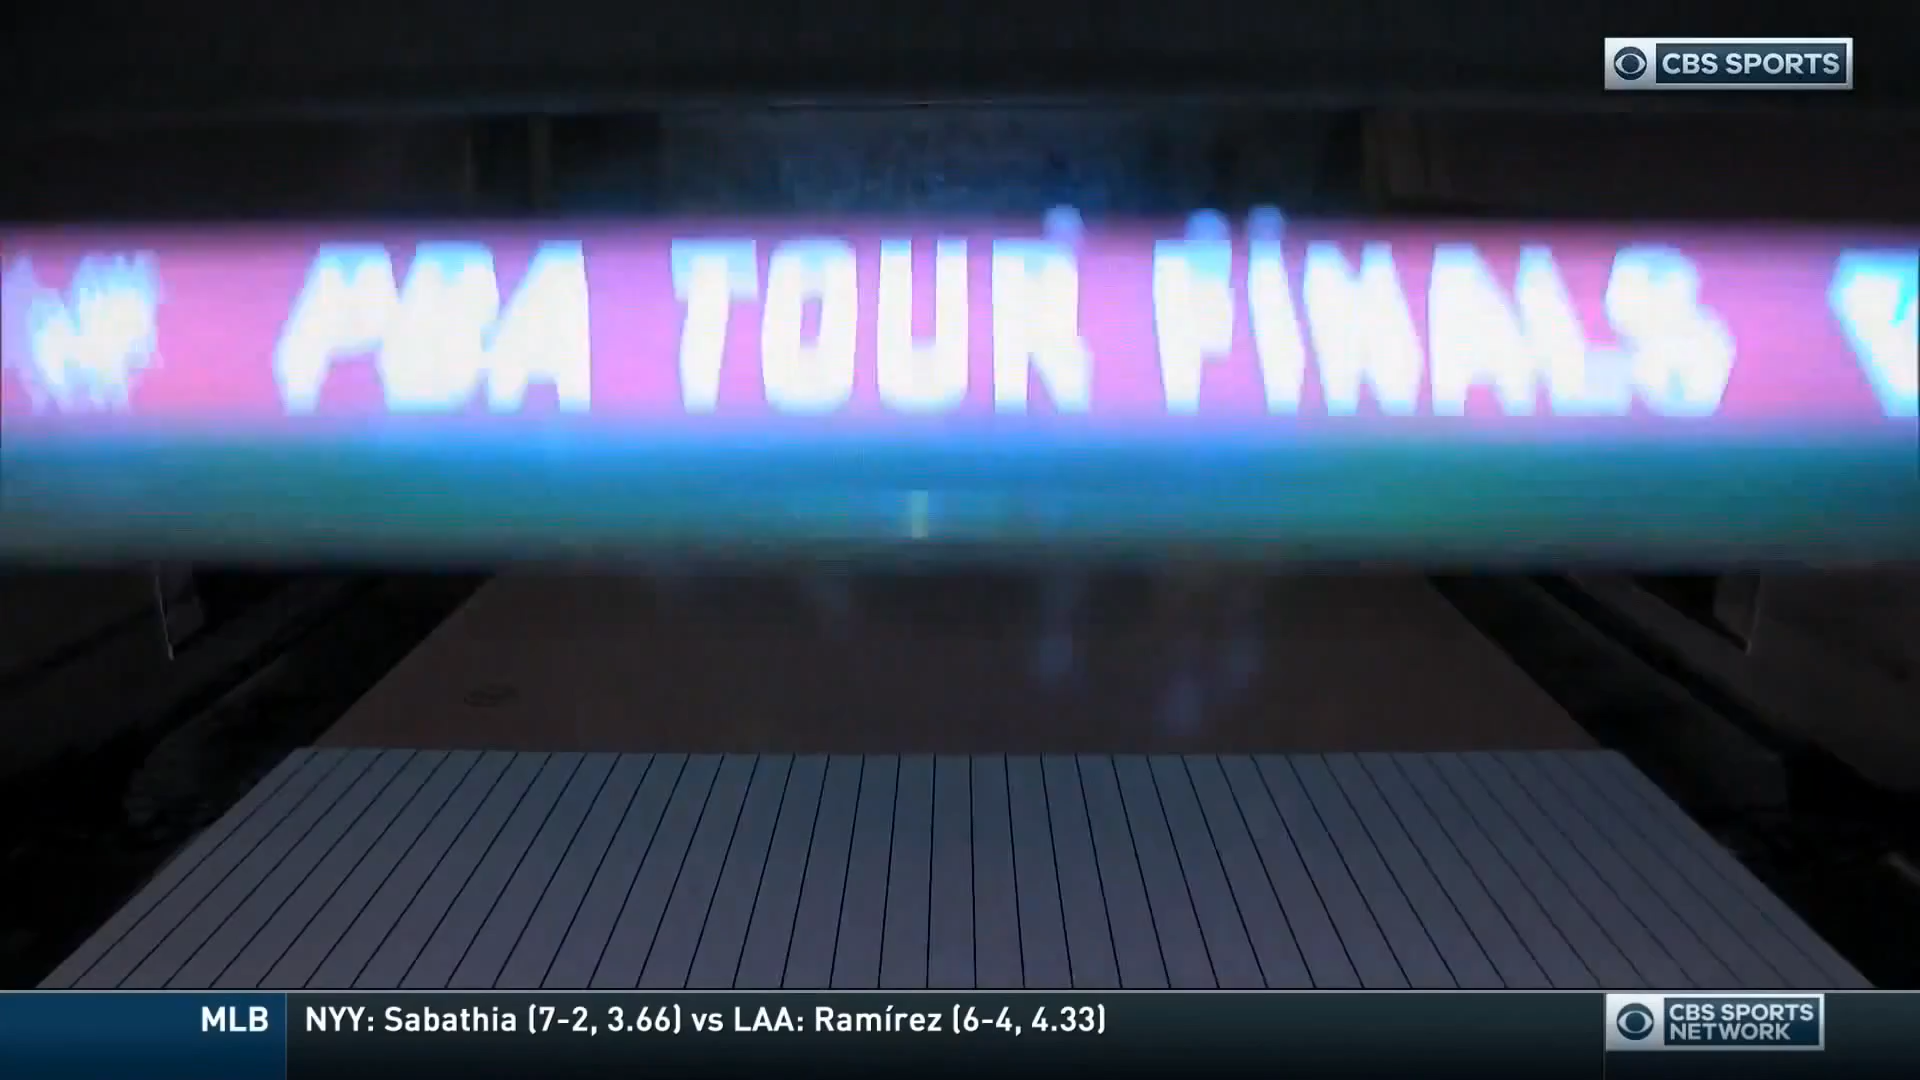 CBS SPORTS
PBA TOUR FINALS
MLB NYY: Sabathia (7-2, 3.66) vs LAA: Ramírez (6-4, 4.33)
CBS SPORTS
NETWORK